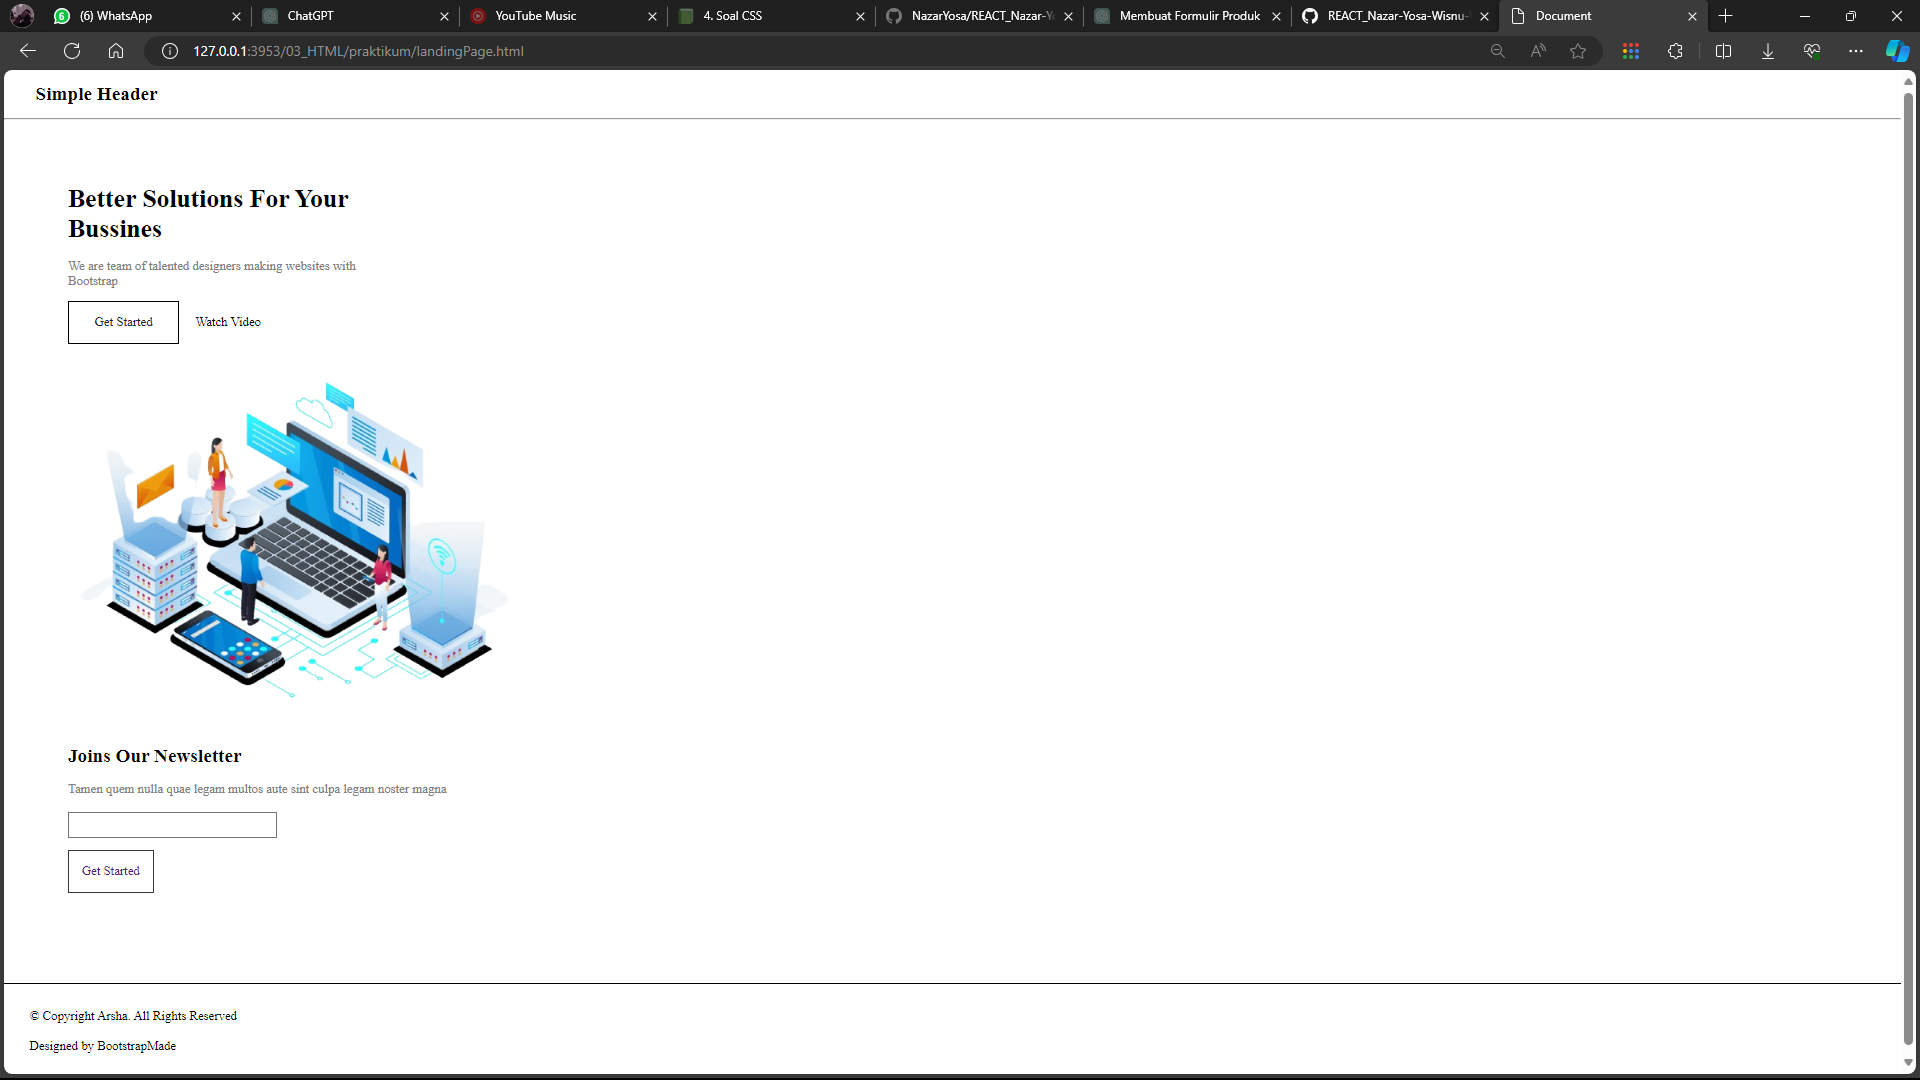 (6) WhatsApp
ChatGPT
YouTube Music
4. Soal CSS
NazarYosa/REACT_Nazar-Y
Membuat Formulir Produk
REACT_Nazar-Yosa-Wisnu-
Document
127.0.0.1:3953/03_HTML/praktikum/landingPage.html
Simple Header
Better Solutions For Your
Bussines
We are team of talented designers making websites with
Bootstrap
Get Started
Watch Video
Joins Our Newsletter
Tamen quem nulla quae legam multos aute sint culpa legam noster magna
Get Started
© Copyright Arsha. All Rights Reserved
Designed by BootstrapMade